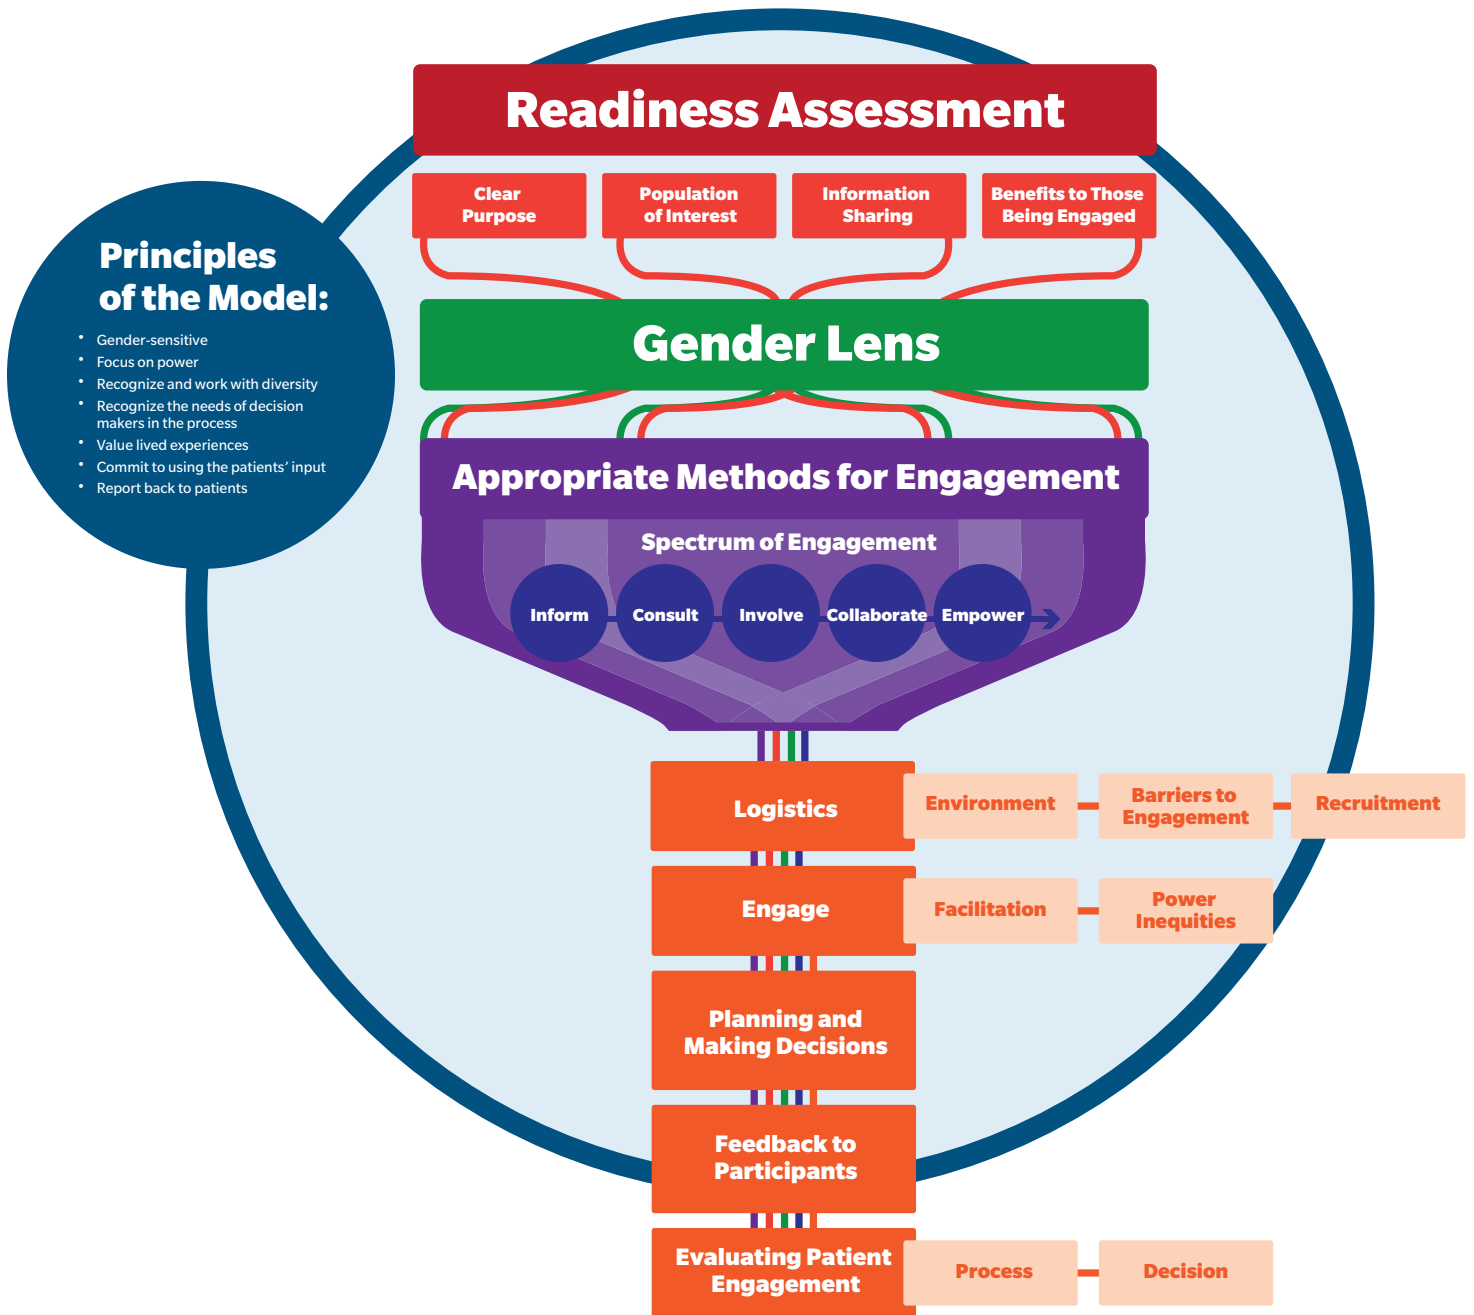 Readiness Assessment
Clear
Purpose
Population
of Interest
Information
Sharing
Benefits to Those
Being Engaged
Principles
of the Model:
• Gender-sensitive
• Focus on power
• Recognize and work with diversity
• Recognize the needs of decision
makers in the process
• Value lived experiences
• Commit to using the patients’ input
• Report back to patients
Gender Lens
Appropriate Methods for Engagement
Spectrum of Engagement
Inform
Consult
Involve
Collaborate
Empower
Logistics
Environment
Barriers to
Engagement
Recruitment
Engage
Facilitation
Power
Inequities
Planning and
Making Decisions
Feedback to
Participants
Evaluating Patient
Engagement
Process
Decision